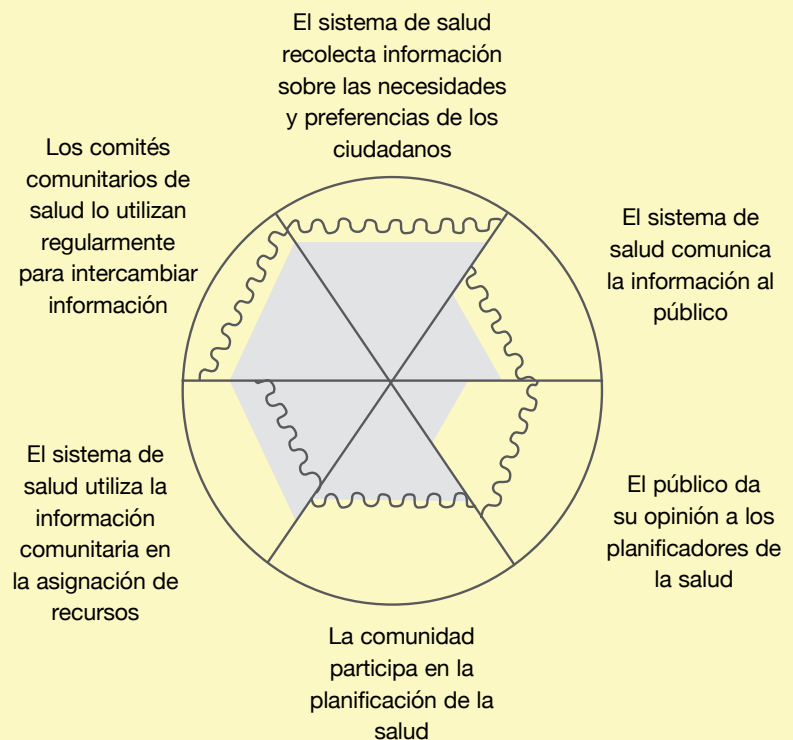 El sistema de salud
recolecta información
sobre las necesidades
y preferencias de los
ciudadanos
Los comités
comunitarios de
salud lo utilizan
regularmente
para intercambiar
información
El sistema de
salud comunica
la información al
público
El sistema de
salud utiliza la
información
comunitaria en
la asignación de
recursos
El público da
su opinión a los
planificadores de
la salud
La comunidad
participa en la
planificación de la
salud